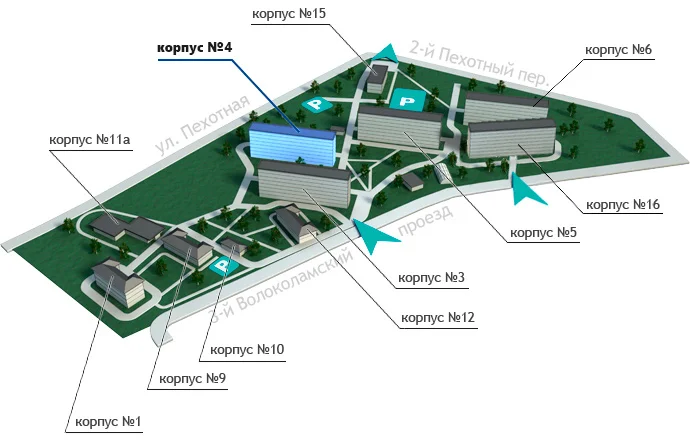 корпус №15
2-й Пехотный пер.
корпус №4
корпус №6
P
P
ул. Пехотная
корпус №11а
корпус №16
корпус №5
P
3-й Волоколамский проезд
корпус №3
корпус №12
корпус №10
корпус №9
корпус №1